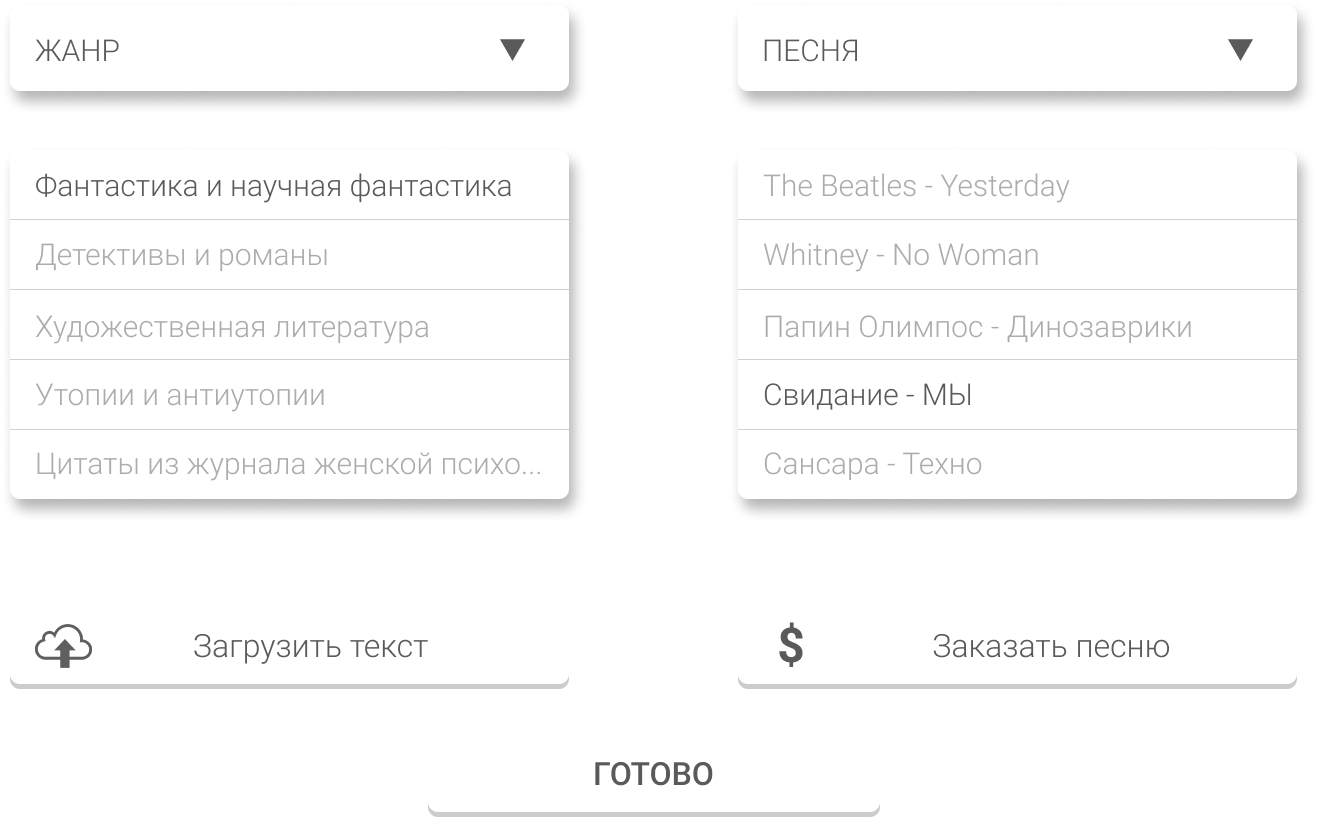 ЖАНР
Фантастика и научная фантастика
Детективы и романы
Художественная литература
Утопии и антиутопии
Цитаты из журнала женской психо...
ПЕСНЯ
The Beatles - Yesterday
Whitney - No Woman
Папин Олимпос - Динозаврики
Свидание - МЫ
Сансара - Техно
Загрузить текст
$ Заказать песню
ГОТОВО